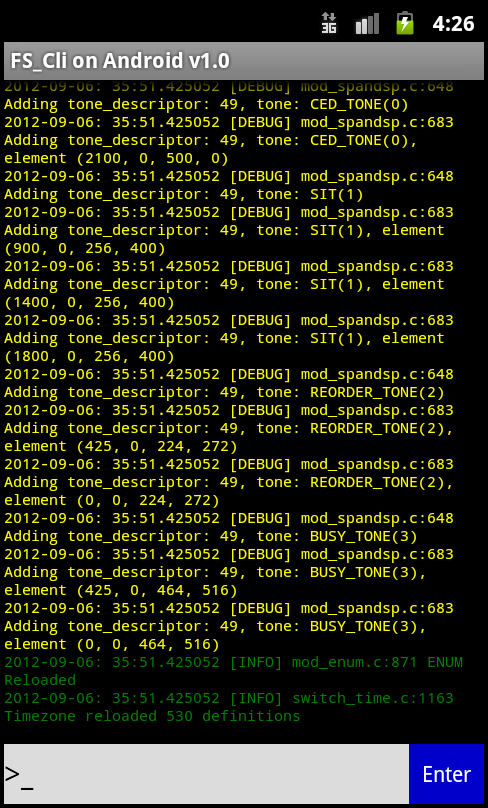 3G 4:26
FS_Cli on Android v1.0
2012-09-06: 35:51.425052 [DEBUG] mod_spandsp.c:648
Adding tone_descriptor: 49, tone: CED_TONE(0)
2012-09-06: 35:51.425052 [DEBUG] mod_spandsp.c:683
Adding tone_descriptor: 49, tone: CED_TONE(0),
element (2100, 0, 500, 0)
2012-09-06: 35:51.425052 [DEBUG] mod_spandsp.c:648
Adding tone_descriptor: 49, tone: SIT(1)
2012-09-06: 35:51.425052 [DEBUG] mod_spandsp.c:683
Adding tone_descriptor: 49, tone: SIT(1), element
(900, 0, 256, 400)
2012-09-06: 35:51.425052 [DEBUG] mod_spandsp.c:683
Adding tone_descriptor: 49, tone: SIT(1), element
(1400, 0, 256, 400)
2012-09-06: 35:51.425052 [DEBUG] mod_spandsp.c:683
Adding tone_descriptor: 49, tone: SIT(1), element
(1800, 0, 256, 400)
2012-09-06: 35:51.425052 [DEBUG] mod_spandsp.c:648
Adding tone_descriptor: 49, tone: REORDER_TONE(2)
2012-09-06: 35:51.425052 [DEBUG] mod_spandsp.c:683
Adding tone_descriptor: 49, tone: REORDER_TONE(2),
element (425, 0, 224, 272)
2012-09-06: 35:51.425052 [DEBUG] mod_spandsp.c:683
Adding tone_descriptor: 49, tone: REORDER_TONE(2),
element (0, 0, 224, 272)
2012-09-06: 35:51.425052 [DEBUG] mod_spandsp.c:648
Adding tone_descriptor: 49, tone: BUSY_TONE(3)
2012-09-06: 35:51.425052 [DEBUG] mod_spandsp.c:683
Adding tone_descriptor: 49, tone: BUSY_TONE(3),
element (425, 0, 464, 516)
2012-09-06: 35:51.425052 [DEBUG] mod_spandsp.c:683
Adding tone_descriptor: 49, tone: BUSY_TONE(3),
element (0, 0, 464, 516)
2012-09-06: 35:51.425052 [INFO] mod_enum.c:871 ENUM
Reloaded
2012-09-06: 35:51.425052 [INFO] switch_time.c:1163
Timezone reloaded 530 definitions
>_ Enter